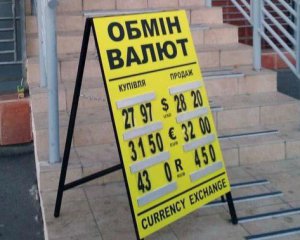 ОБМІН
ВАЛЮТ
КУПІВЛЯ ПРОДАЖ
27 97 $ 28 20
31 50 € 32 00
43 0 R 4 50
CURRENCY EXCHANGE